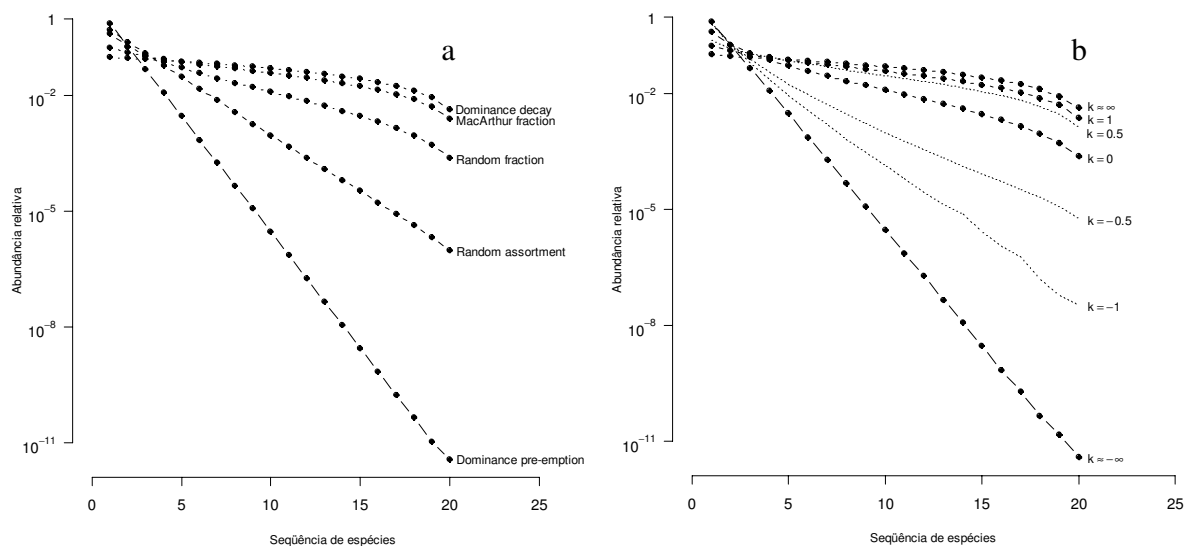 a
Abundância relativa
1
10−2
10−5
10−8
10−11
Dominance decay
MacArthur fraction
Random fraction
Random assortment
Dominance pre-emption
0 5 10 15 20 25
Seqüência de espécies
b
Abundância relativa
1
10−2
10−5
10−8
10−11
k ≈ ∞
k = 1
k = 0.5
k = 0
k = −0.5
k = −1
k ≈ −∞
0 5 10 15 20 25
Seqüência de espécies